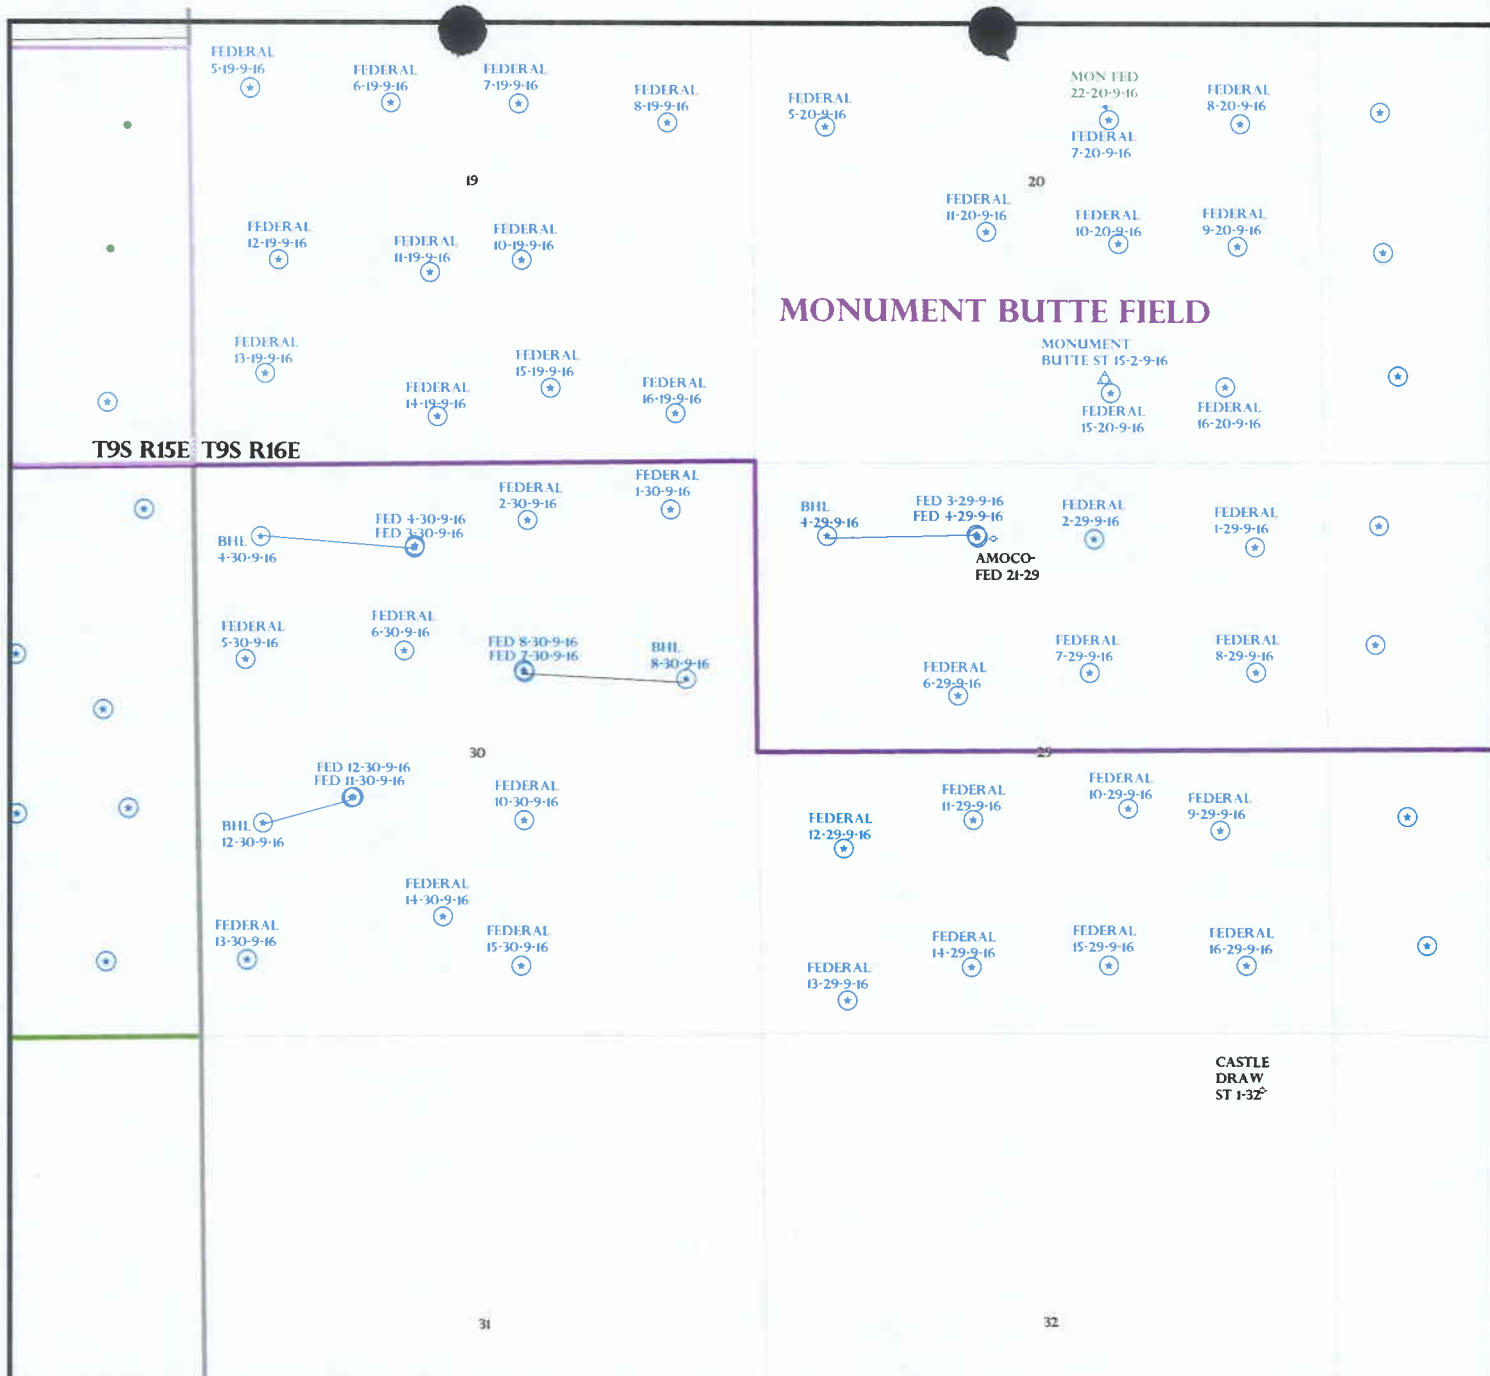 FEDERAL
5-19-9-16
FEDERAL
6-19-9-16
FEDERAL
7-19-9-16
FEDERAL
8-19-9-16
FEDERAL
5-20-9-16
MON FED
22-20-9-16
FEDERAL
7-20-9-16
FEDERAL
8-20-9-16
19
20
FEDERAL
12-19-9-16
FEDERAL
11-19-9-16
FEDERAL
10-19-9-16
FEDERAL
11-20-9-16
FEDERAL
10-20-9-16
FEDERAL
9-20-9-16
MONUMENT BUTTE FIELD
FEDERAL
13-19-9-16
FEDERAL
14-19-9-16
FEDERAL
15-19-9-16
FEDERAL
16-19-9-16
MONUMENT
BUTTE ST 15-2-9-16
FEDERAL
15-20-9-16
FEDERAL
16-20-9-16
T9S R15E T9S R16E
BHL
4-30-9-16
FED 4-30-9-16
FED 3-30-9-16
FEDERAL
2-30-9-16
FEDERAL
1-30-9-16
BHL
4-29-9-16
FED 3-29-9-16
FED 4-29-9-16
AMOCO-
FED 21-29
FEDERAL
2-29-9-16
FEDERAL
1-29-9-16
FEDERAL
5-30-9-16
FEDERAL
6-30-9-16
FED 8-30-9-16
FED 7-30-9-16
BHL
8-30-9-16
FEDERAL
6-29-9-16
FEDERAL
7-29-9-16
FEDERAL
8-29-9-16
30
29
FED 12-30-9-16
FED 11-30-9-16
BHL
12-30-9-16
FEDERAL
10-30-9-16
FEDERAL
12-29-9-16
FEDERAL
11-29-9-16
FEDERAL
10-29-9-16
FEDERAL
9-29-9-16
FEDERAL
13-30-9-16
FEDERAL
14-30-9-16
FEDERAL
15-30-9-16
FEDERAL
13-29-9-16
FEDERAL
14-29-9-16
FEDERAL
15-29-9-16
FEDERAL
16-29-9-16
CASTLE
DRAW
ST 1-32
31
32